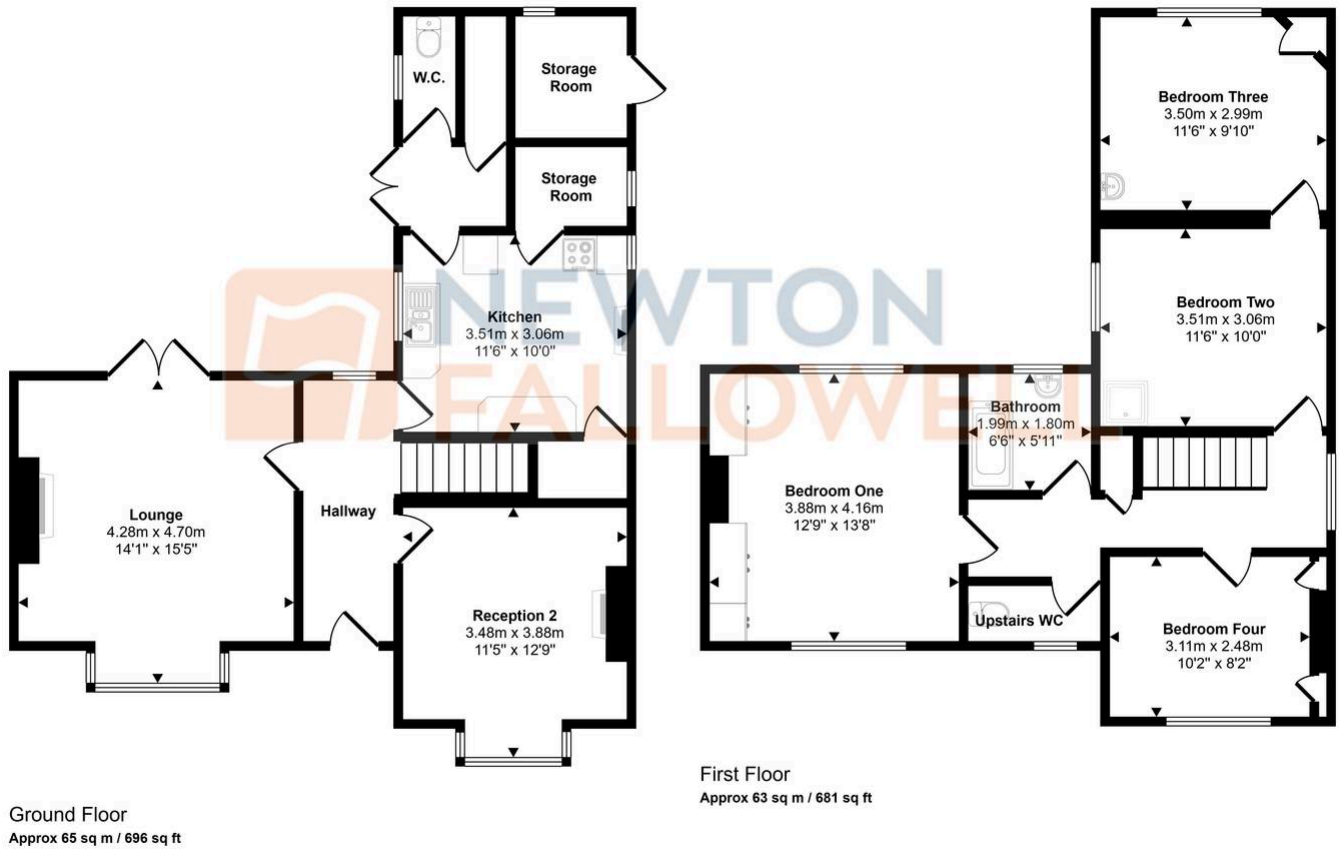 W.C.
Storage
Room
Storage
Room
Kitchen
3.51m x 3.06m
11'6" x 10'0"
Lounge
4.28m x 4.70m
14'1" x 15'5"
Hallway
Reception 2
3.48m x 3.88m
11'5" x 12'9"
Ground Floor
Approx 65 sq m / 696 sq ft
Bedroom Three
3.50m x 2.99m
11'6" x 9'10"
Bedroom Two
3.51m x 3.06m
11'6" x 10'0"
Bathroom
1.99m x 1.80m
6'6" x 5'11"
Bedroom One
3.88m x 4.16m
12'9" x 13'8"
Upstairs WC
Bedroom Four
3.11m x 2.48m
10'2" x 8'2"
First Floor
Approx 63 sq m / 681 sq ft
NEWTON
FALLOWELL